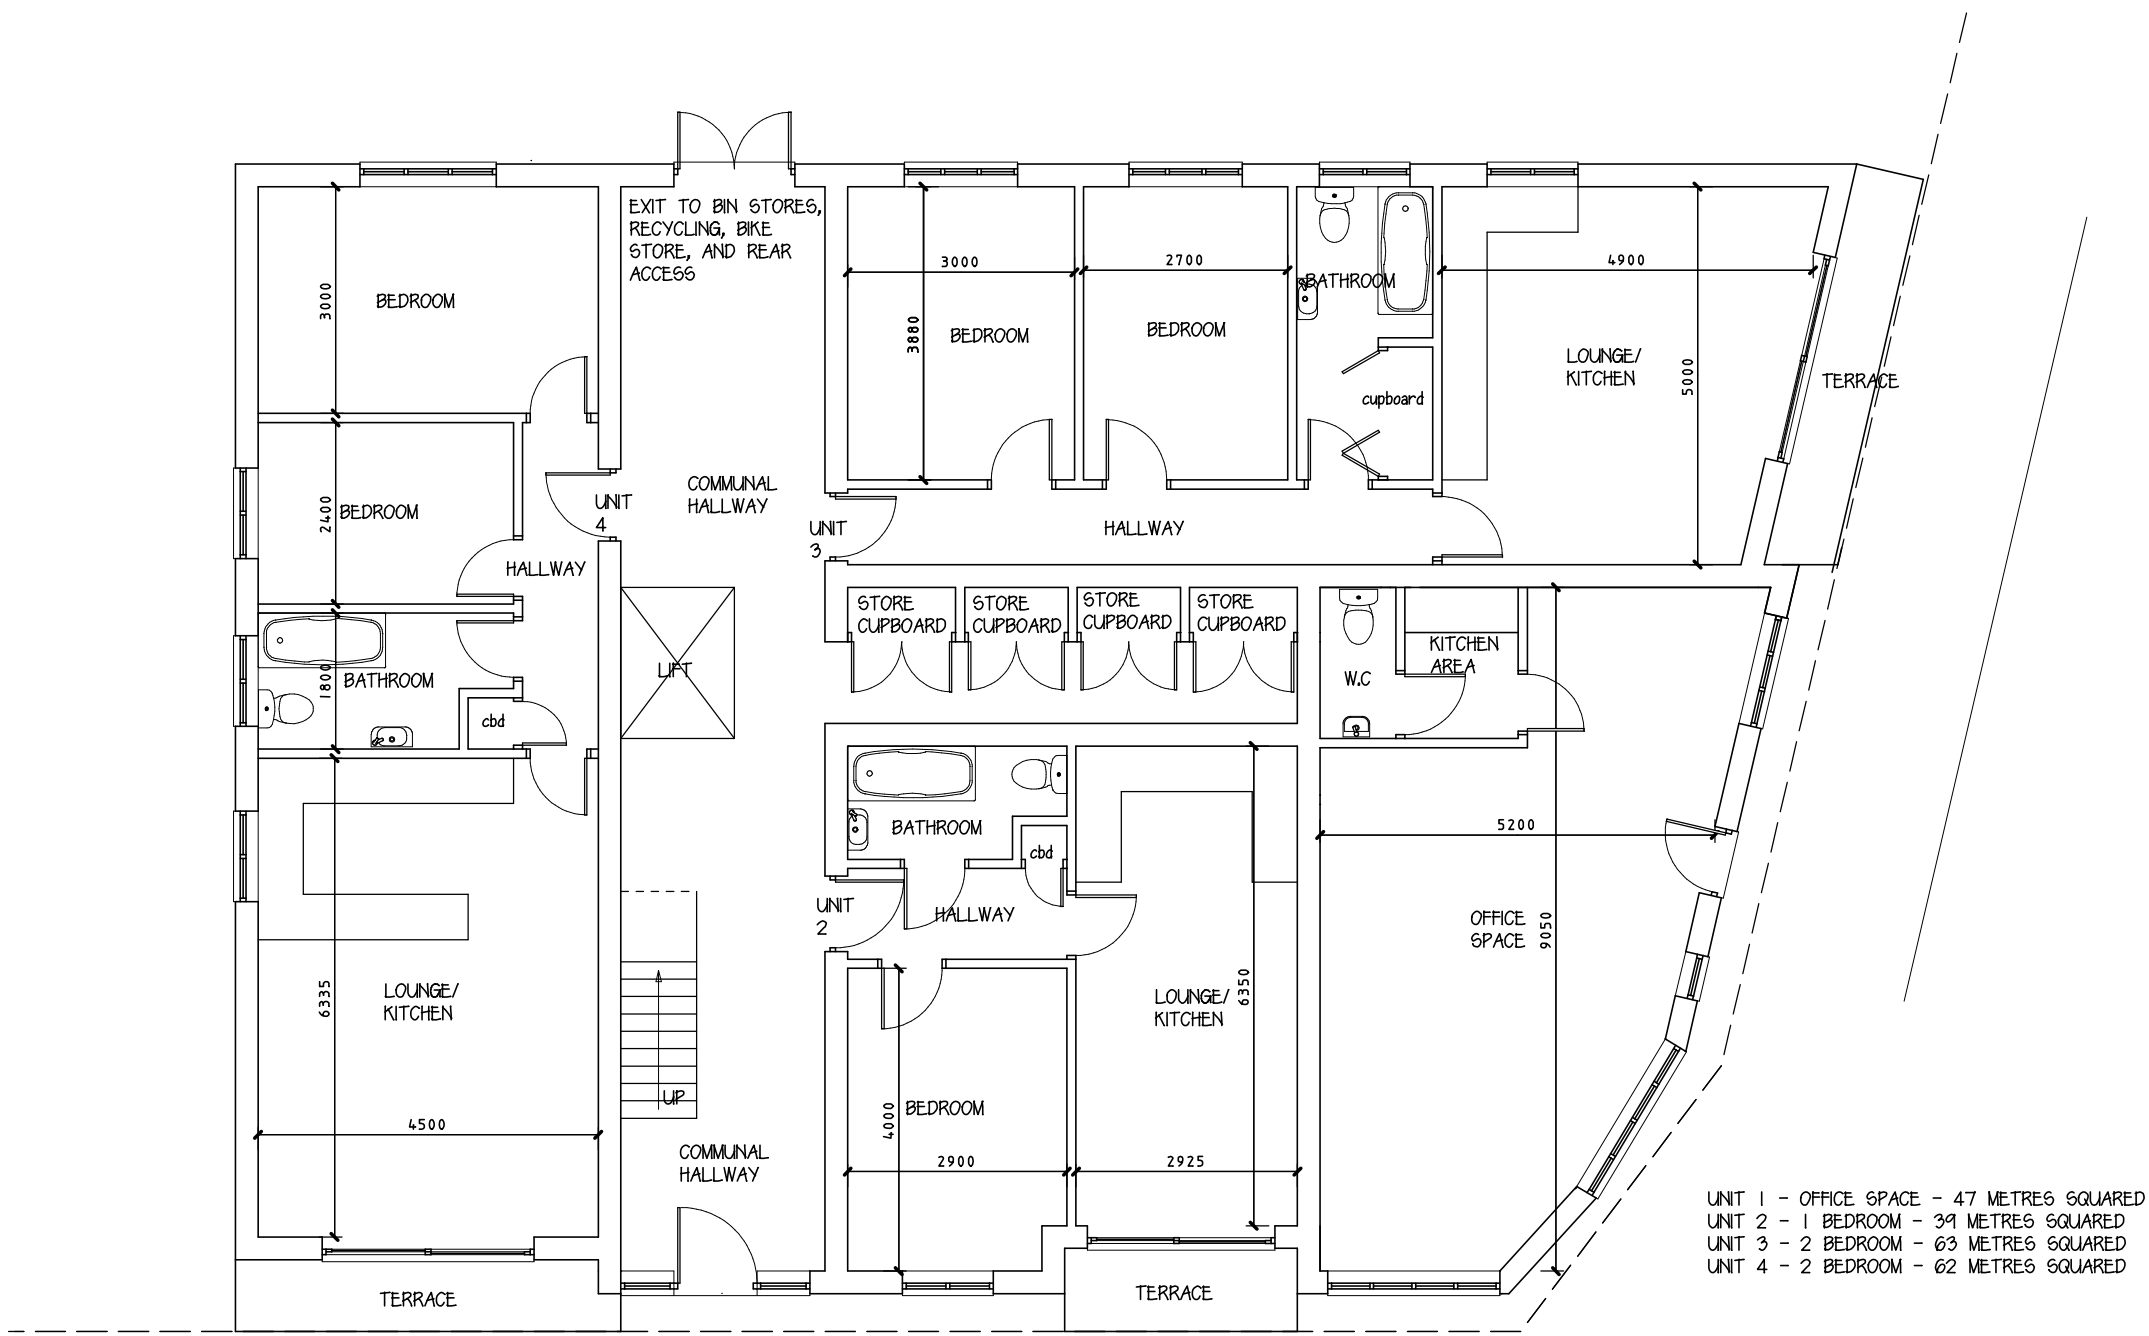 EXIT TO BIN STORES,
RECYCLING, BIKE
STORE, AND REAR
ACCESS
3000
BEDROOM
3000
2700
4900
BATHROOM
3880
BEDROOM
BEDROOM
LOUNGE/
KITCHEN
5000
TERRACE
cupboard
2400
BEDROOM
COMMUNAL
HALLWAY
UNIT
4
UNIT
3
HALLWAY
HALLWAY
STORE
CUPBOARD
STORE
CUPBOARD
STORE
CUPBOARD
STORE
CUPBOARD
KITCHEN
AREA
W.C
LIFT
1800
BATHROOM
cbd
BATHROOM
cbd
5200
UNIT
2
HALLWAY
OFFICE
SPACE
9050
6335
LOUNGE/
KITCHEN
LOUNGE/
KITCHEN
6350
UP
4000
BEDROOM
4500
COMMUNAL
HALLWAY
2900
2925
TERRACE
TERRACE
UNIT 1 - OFFICE SPACE - 47 METRES SQUARED
UNIT 2 - 1 BEDROOM - 39 METRES SQUARED
UNIT 3 - 2 BEDROOM - 63 METRES SQUARED
UNIT 4 - 2 BEDROOM - 62 METRES SQUARED